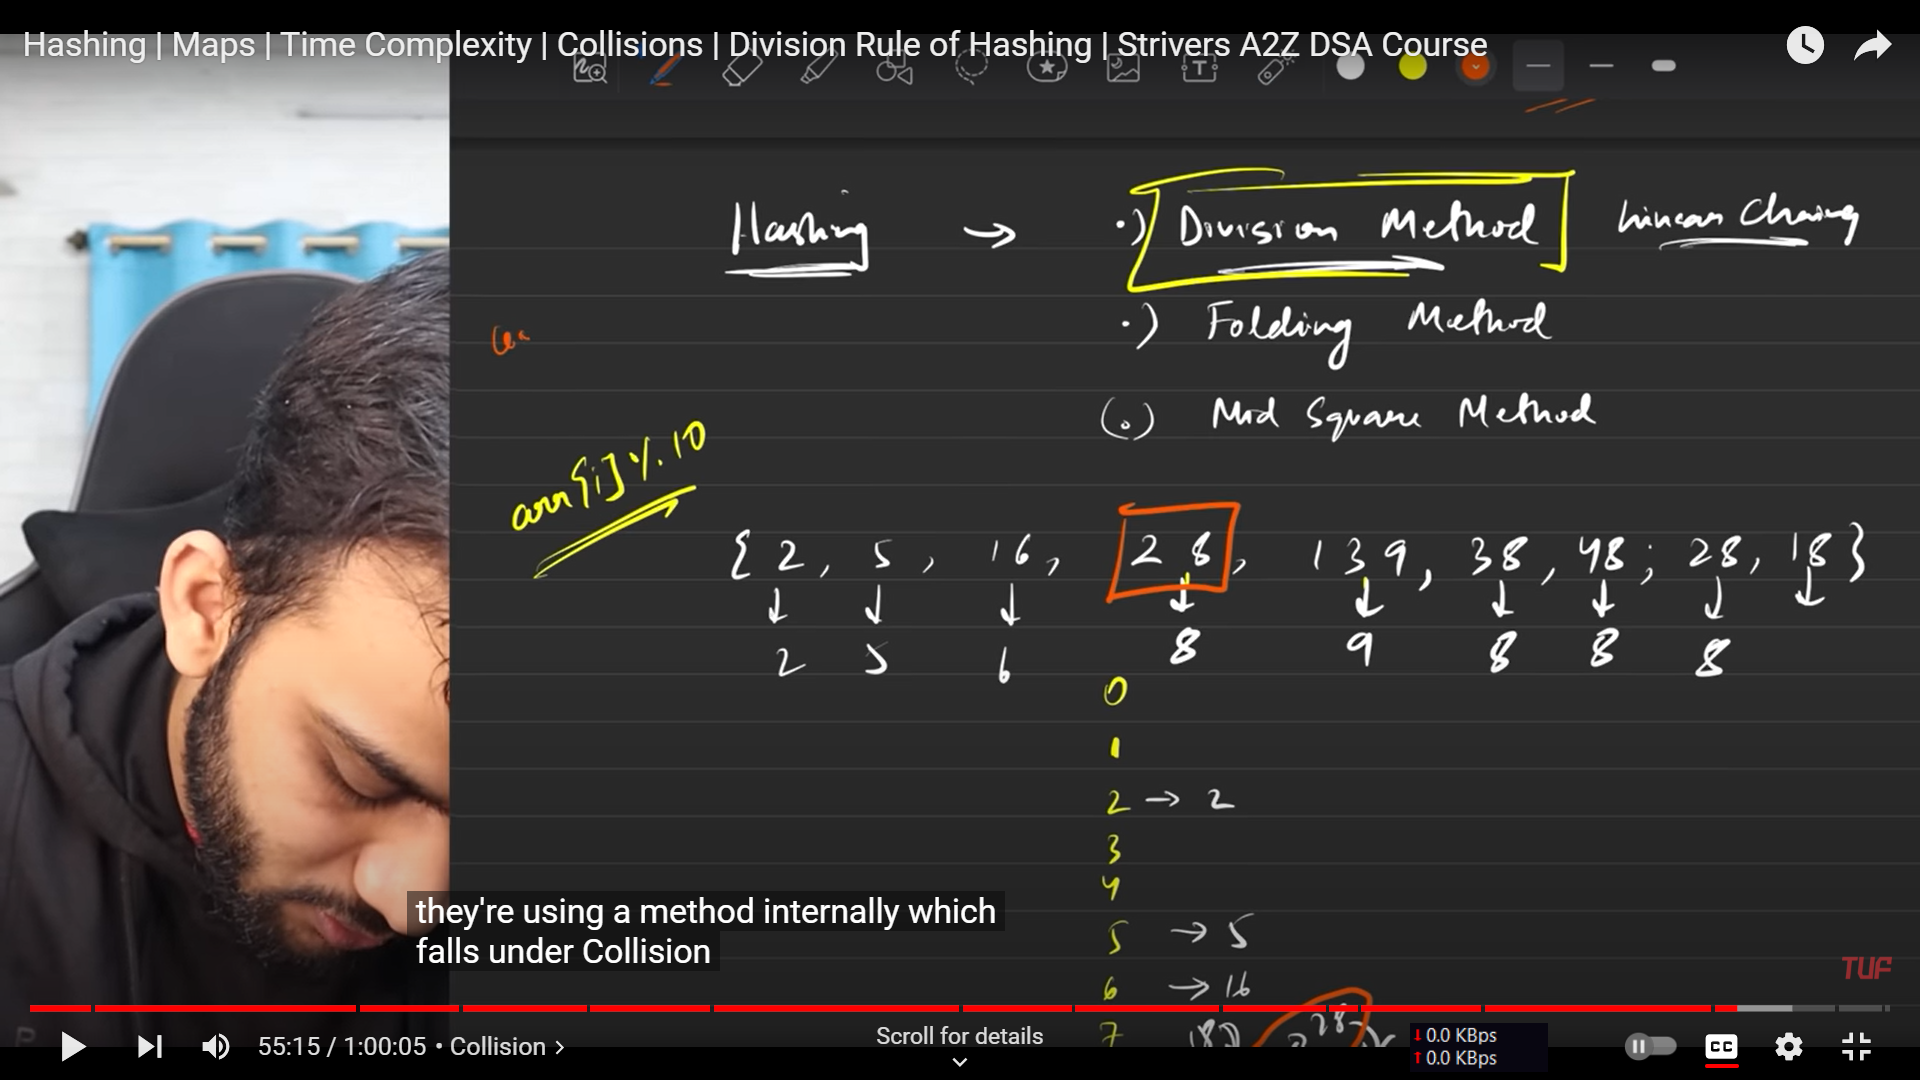 Hashing | Maps | Time Complexity | Collisions | Division Rule of Hashing | Strivers A2Z DSA Course
Hashing → .) Division Method Linear Chaining
.) Folding Method
(.) Mid Square Method
arr[i] % 10
{ 2, 5, 16, 28, 139, 38, 48, 28, 18 }
2 5 6 8 9 8 8 8
0
1
2 → 2
3
4
5 → 5
6 → 16
7
they're using a method internally which
falls under Collision
TUF
55:15 / 1:00:05 • Collision >
Scroll for details
0.0 KBps
0.0 KBps
CC